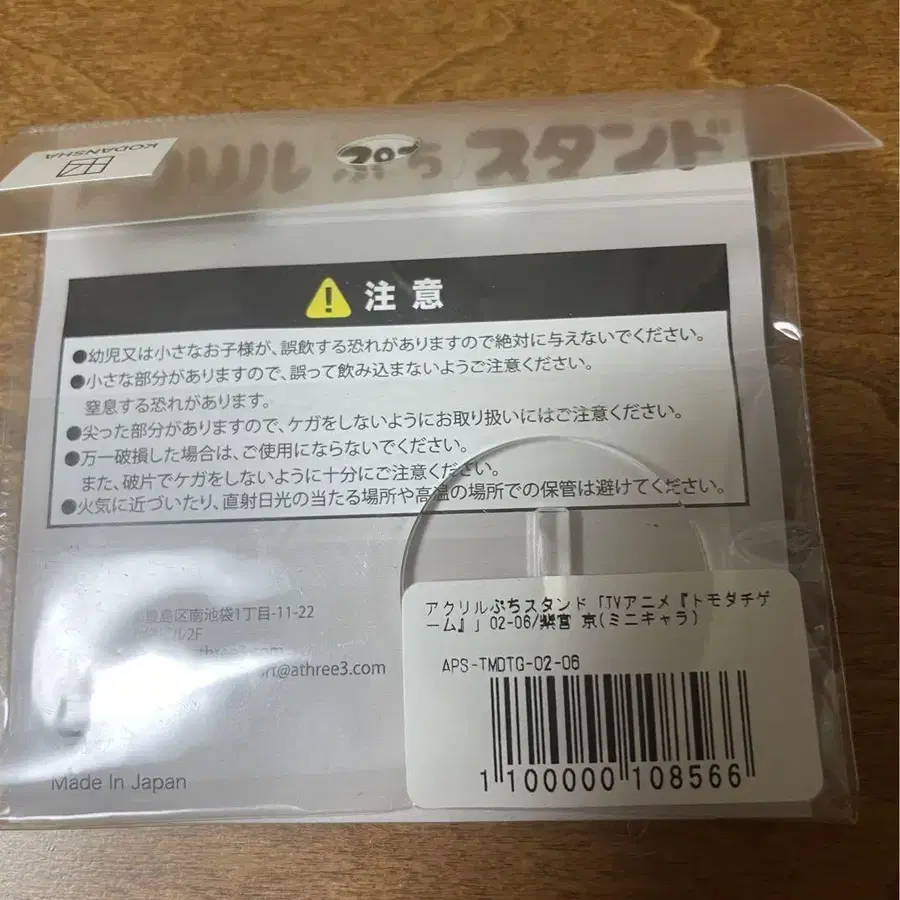 KODANSHA
アクリル ぷち スタンド
注意
●幼児又は小さなお子様が、誤飲する恐れがありますので絶対に与えないでください。
●小さな部分がありますので、誤って飲み込まないようご注意ください。
窒息する恐れがあります。
●尖った部分がありますので、ケガをしないようにお取り扱いにはご注意ください。
●万一破損した場合は、ご使用にならないでください。
また、破片でケガをしないように十分にご注意ください。
●火気に近づいたり、直射日光の当たる場所や高温の場所での保管は避けてください。
豊島区南池袋1丁目-11-22
ビル2F
athree3.com
@athree3.com
Made In Japan
アクリルぷちスタンド「TVアニメ『トモダチゲ
ーム』」02-06/紫宮 京(ミニキャラ)
APS-TMDTG-02-06
1 100000 108566